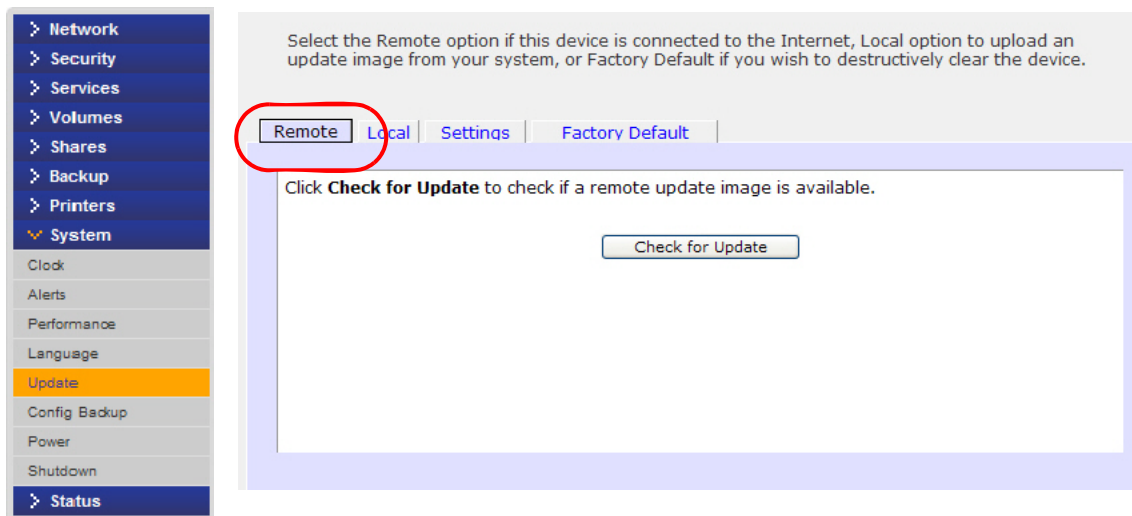 Network
Security
Services
Volumes
Shares
Backup
Printers
System
Clock
Alerts
Performance
Language
Update
Config Backup
Power
Shutdown
Status
Select the Remote option if this device is connected to the Internet, Local option to upload an
update image from your system, or Factory Default if you wish to destructively clear the device.
Remote Local Settings Factory Default
Click Check for Update to check if a remote update image is available.
Check for Update